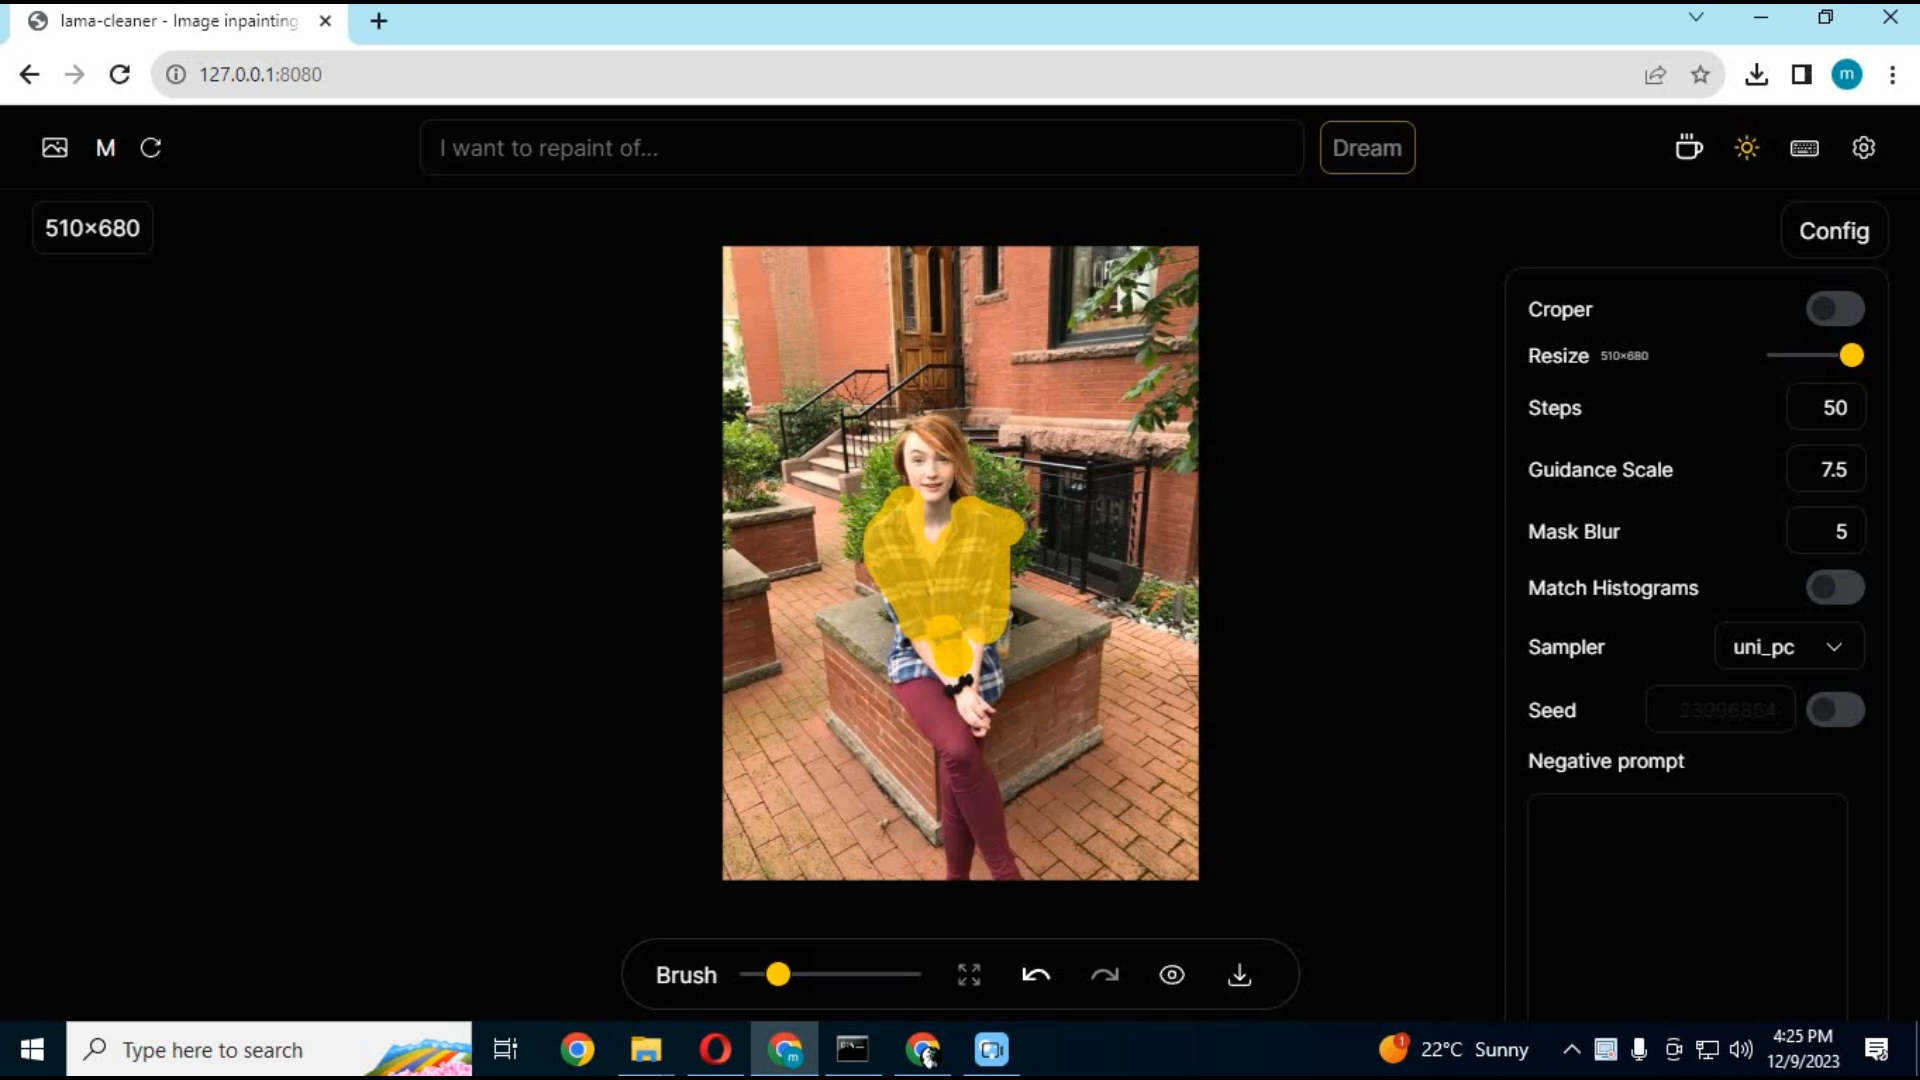 lama-cleaner - Image inpainting
127.0.0.1:8080
M
I want to repaint of...
Dream
510×680
Config
Croper
Resize 510×680
Steps 50
Guidance Scale 7.5
Mask Blur 5
Match Histograms
Sampler uni_pc
Seed 23996854
Negative prompt
Brush
Type here to search
m
1
22°C Sunny
4:25 PM
12/9/2023